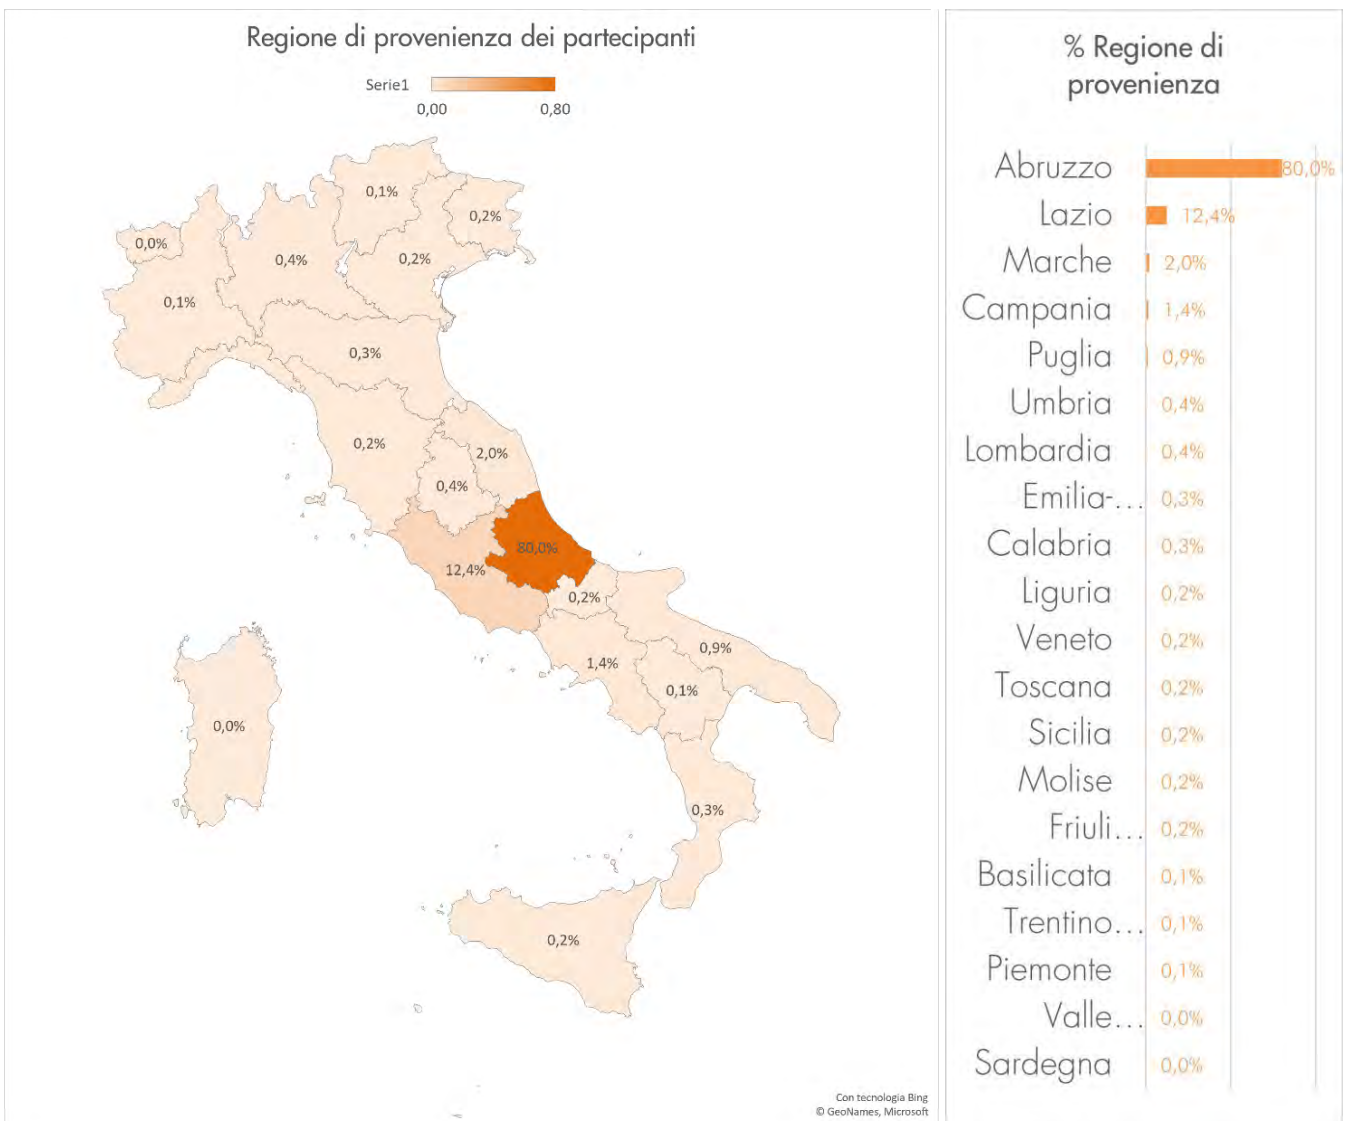 Regione di provenienza dei partecipanti
Serie1
0,00
0,80
0,1%
0,2%
0,0%
0,4%
0,2%
0,1%
0,3%
0,2%
2,0%
0,4%
80,0%
12,4%
0,2%
0,9%
1,4%
0,1%
0,0%
0,3%
0,2%
Con tecnologia Bing
© GeoNames, Microsoft
% Regione di
provenienza
Abruzzo 80,0%
Lazio 12,4%
Marche 2,0%
Campania 1,4%
Puglia 0,9%
Umbria 0,4%
Lombardia 0,4%
Emilia-... 0,3%
Calabria 0,3%
Liguria 0,2%
Veneto 0,2%
Toscana 0,2%
Sicilia 0,2%
Molise 0,2%
Friuli... 0,2%
Basilicata 0,1%
Trentino... 0,1%
Piemonte 0,1%
Valle... 0,0%
Sardegna 0,0%